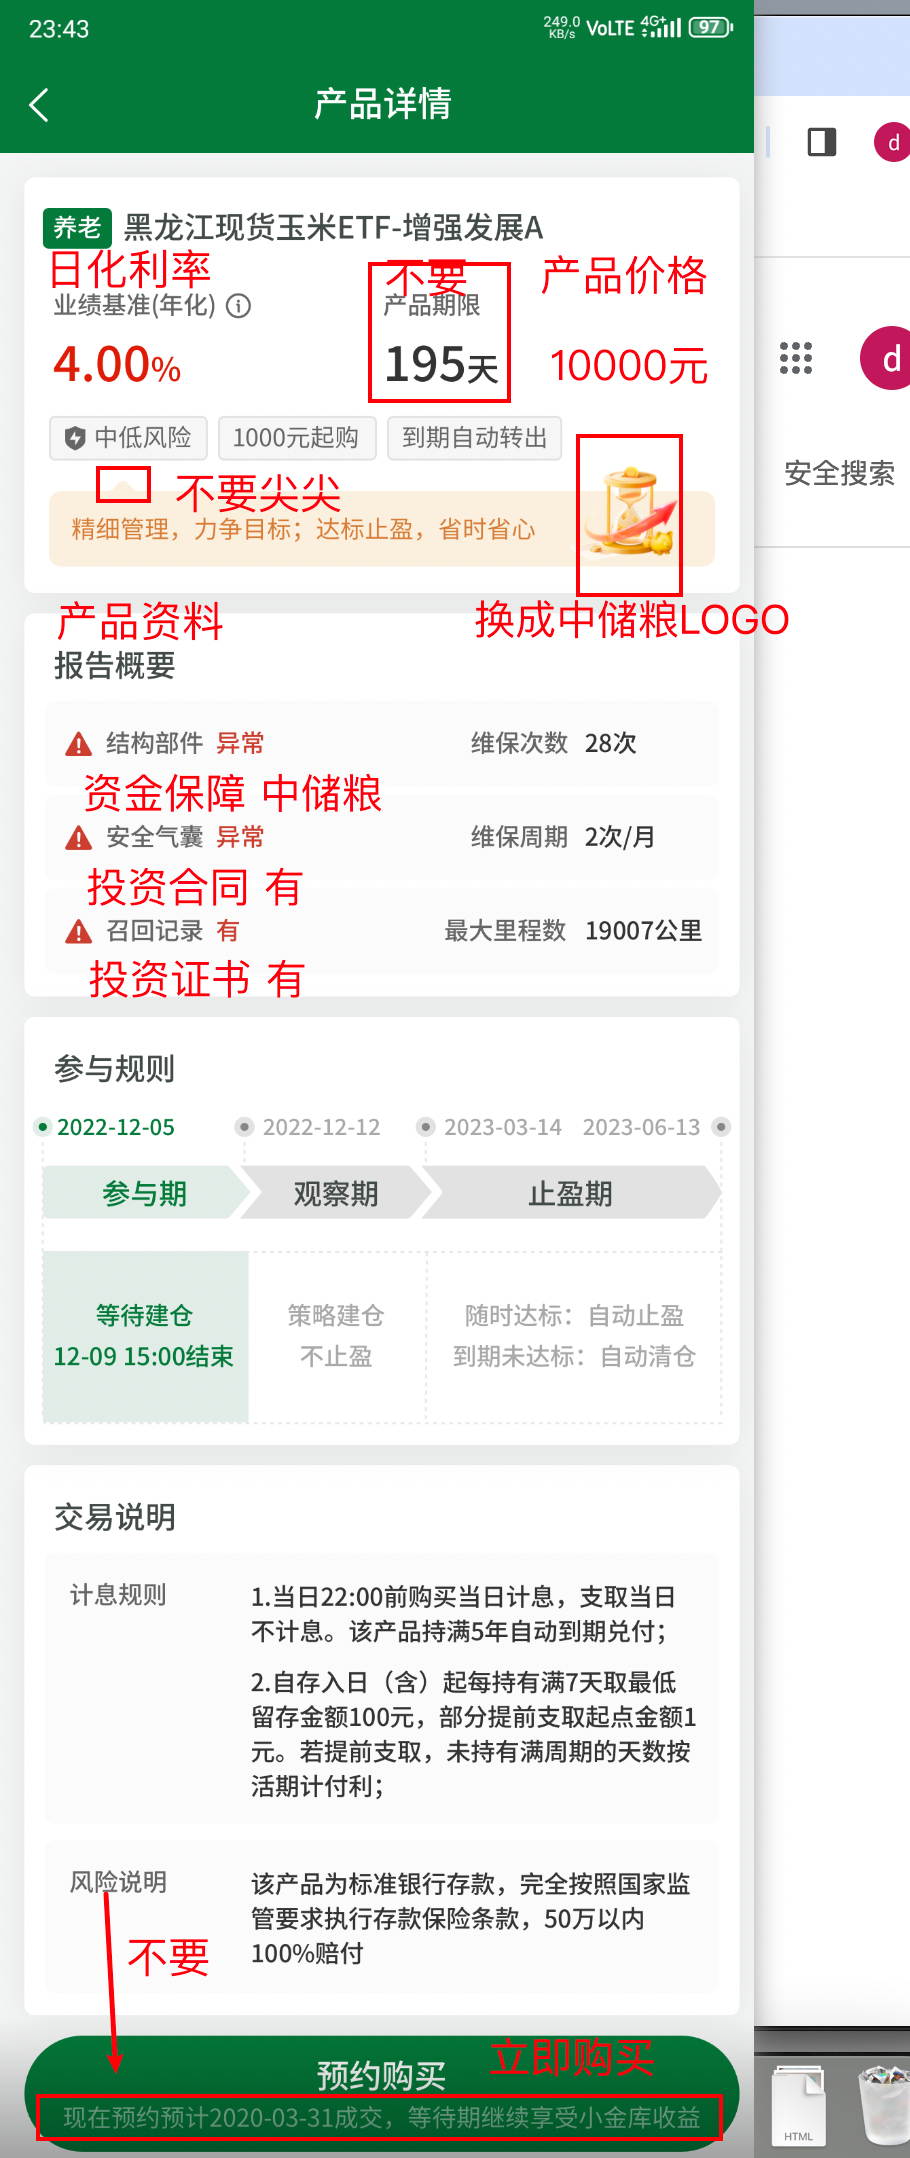 23:43
249.0 KB/s VoLTE 4G+ 97
产品详情
d
养老 黑龙江现货玉米ETF-增强发展A
日化利率 不要 产品价格
业绩基准(年化) 产品期限
4.00% 195天 10000元
d
中低风险 1000元起购 到期自动转出
安全搜索
不要尖尖
精细管理，力争目标；达标止盈，省时省心
产品资料 换成中储粮LOGO
报告概要
结构部件 异常 维保次数 28次
资金保障 中储粮
安全气囊 异常 维保周期 2次/月
投资合同 有
召回记录 有 最大里程数 19007公里
投资证书 有
参与规则
2022-12-05 2022-12-12 2023-03-14 2023-06-13
参与期 观察期 止盈期
等待建仓 策略建仓 随时达标：自动止盈
12-09 15:00结束 不止盈 到期未达标：自动清仓
交易说明
计息规则 1.当日22:00前购买当日计息，支取当日
不计息。该产品持满5年自动到期兑付；
2.自存入日（含）起每持有满7天取最低
留存金额100元，部分提前支取起点金额1
元。若提前支取，未持有满周期的天数按
活期计付利；
风险说明 该产品为标准银行存款，完全按照国家监
管要求执行存款保险条款，50万以内
100%赔付
不要
预约购买 立即购买
现在预约预计2020-03-31成交，等待期继续享受小金库收益
HTML